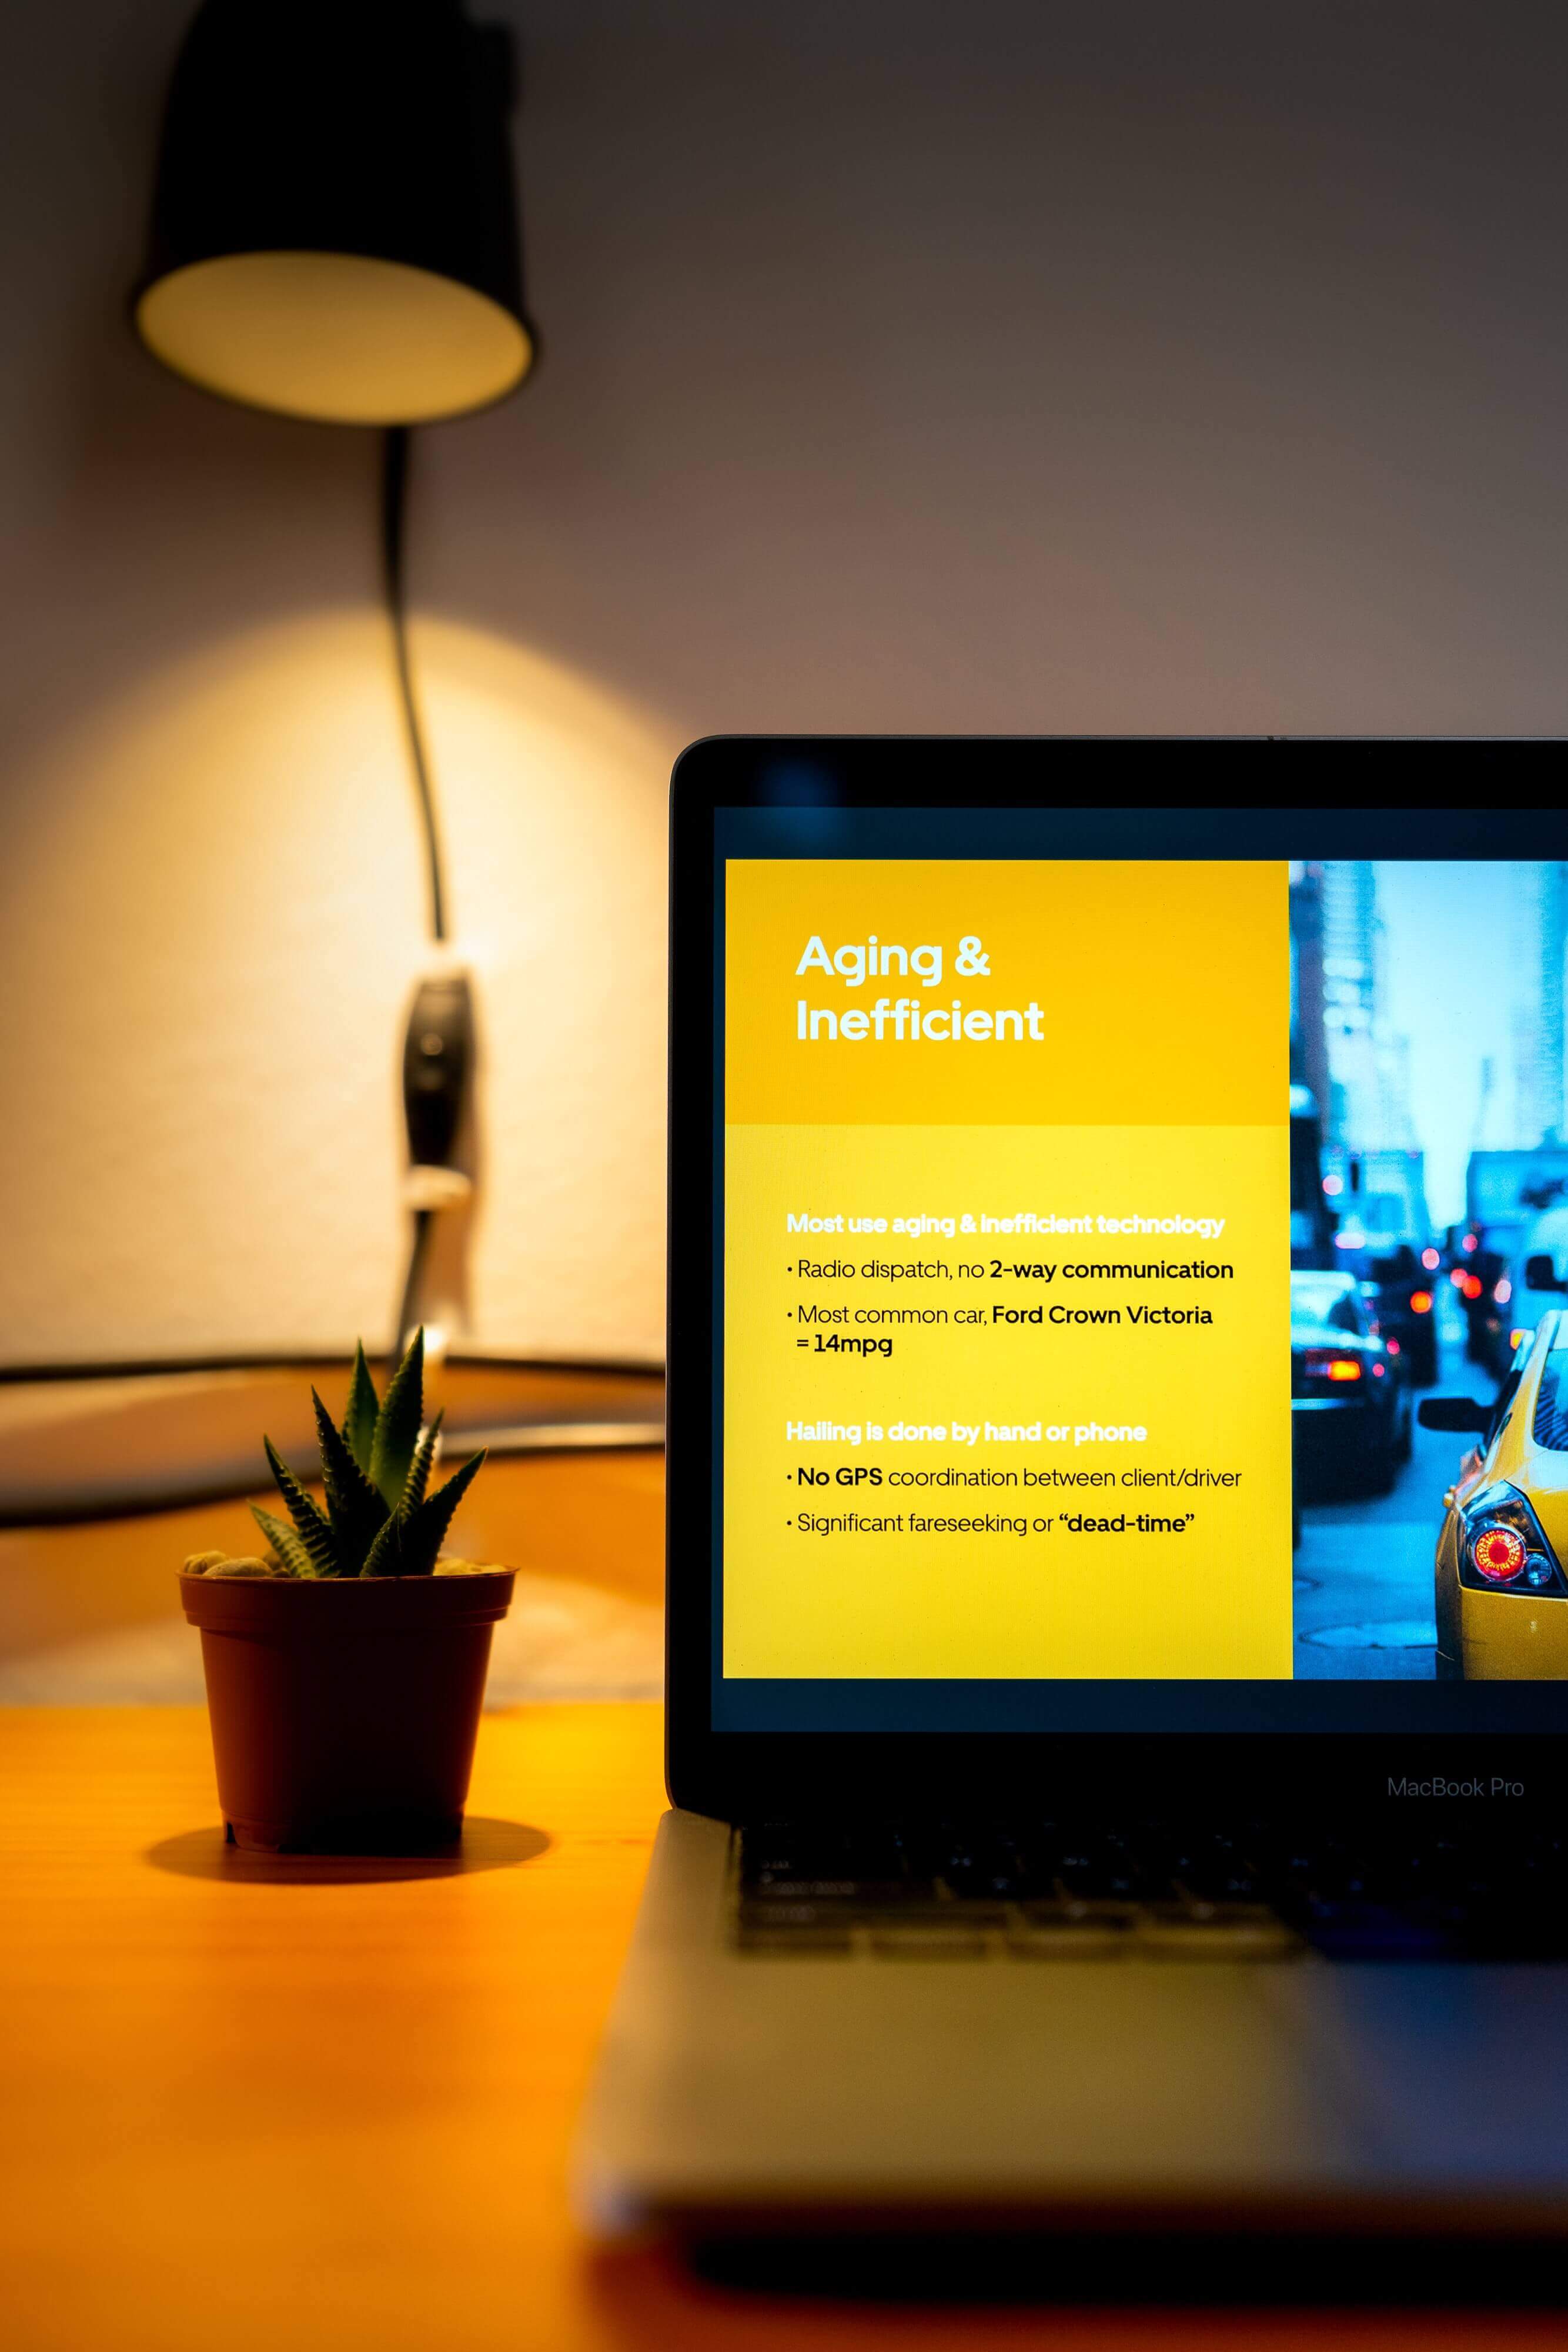 Aging &
Inefficient
Most use aging & inefficient technology
• Radio dispatch, no 2-way communication
• Most common car, Ford Crown Victoria
= 14mpg
Hailing is done by hand or phone
• No GPS coordination between client/driver
• Significant fareseeking or “dead-time”
MacBook Pro